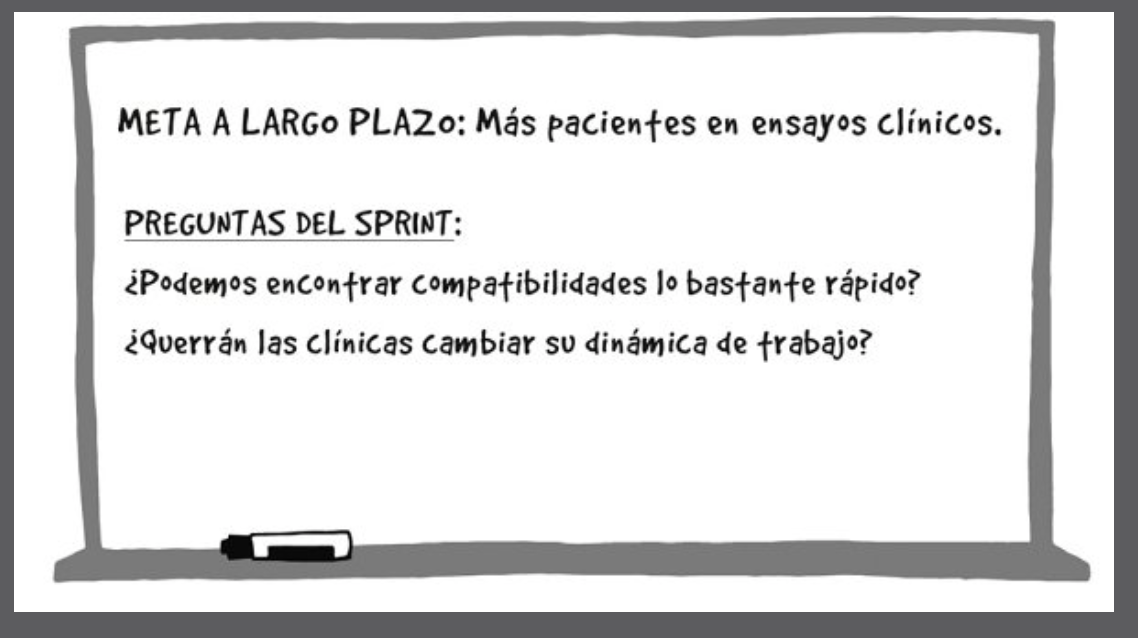 META A LARGO PLAZO: Más pacientes en ensayos clínicos.
PREGUNTAS DEL SPRINT:
¿Podemos encontrar compatibilidades lo bastante rápido?
¿Querrán las clínicas cambiar su dinámica de trabajo?